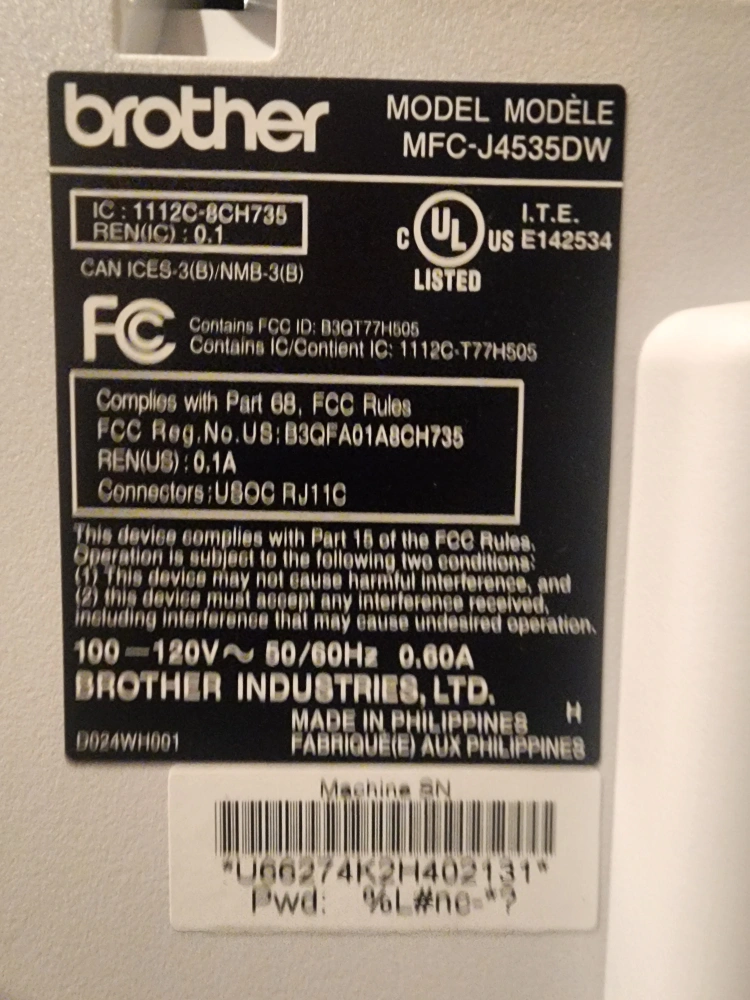 brother
MODEL MODÈLE
MFC-J4535DW
IC : 1112C-8CH735
REN(IC) : 0.1
C UL US
LISTED
I.T.E.
E142534
CAN ICES-3(B)/NMB-3(B)
FC Contains FCC ID: B3QT77H505
Contains IC/Contient IC: 1112C-T77H505
Complies with Part 68, FCC Rules
FCC Reg.No.US:B3QFA01A8CH735
REN(US) : 0.1A
Connectors:USOC RJ11C
This device complies with Part 15 of the FCC Rules.
Operation is subject to the following two conditions:
(1) This device may not cause harmful interference, and
(2) this device must accept any interference received,
including interference that may cause undesired operation.
100—120V~ 50/60Hz 0.60A
BROTHER INDUSTRIES, LTD.
MADE IN PHILIPPINES H
D024WH001 FABRIQUÉ(E) AUX PHILIPPINES
Machine SN
*U66274K2H402131*
Pwd: